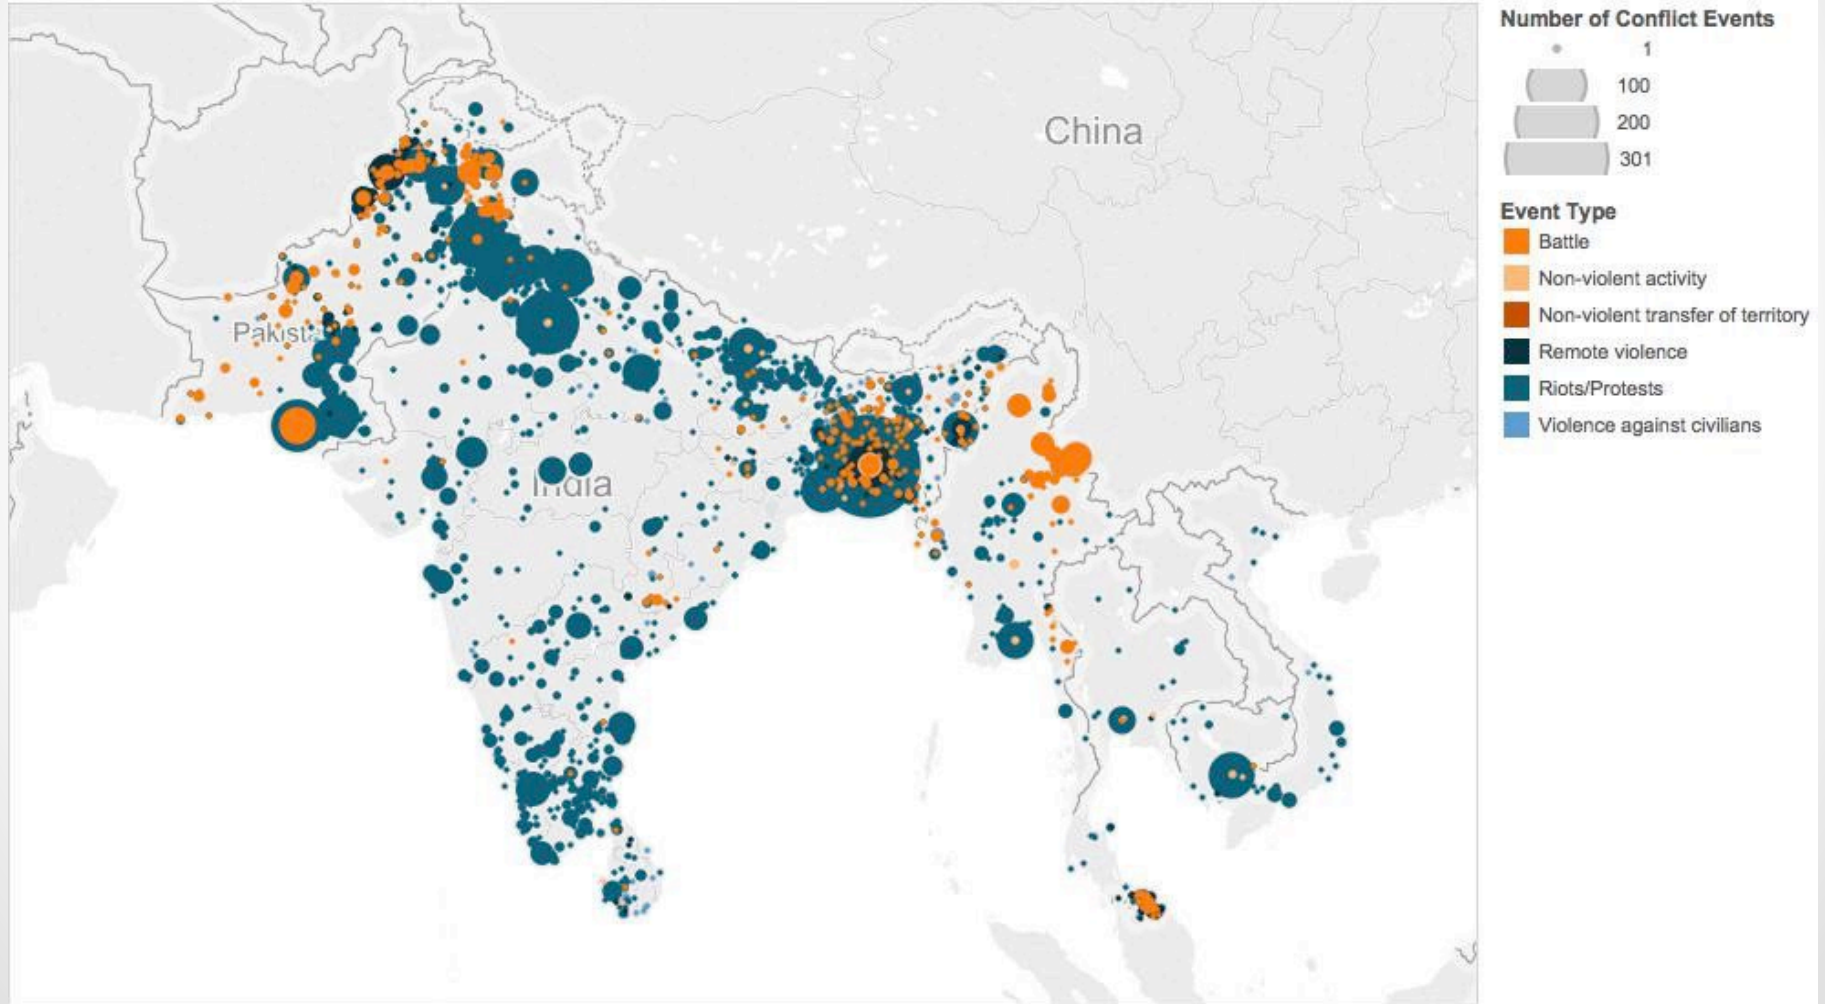 China
Pakista
India
Number of Conflict Events
1
100
200
301
Event Type
Battle
Non-violent activity
Non-violent transfer of territory
Remote violence
Riots/Protests
Violence against civilians